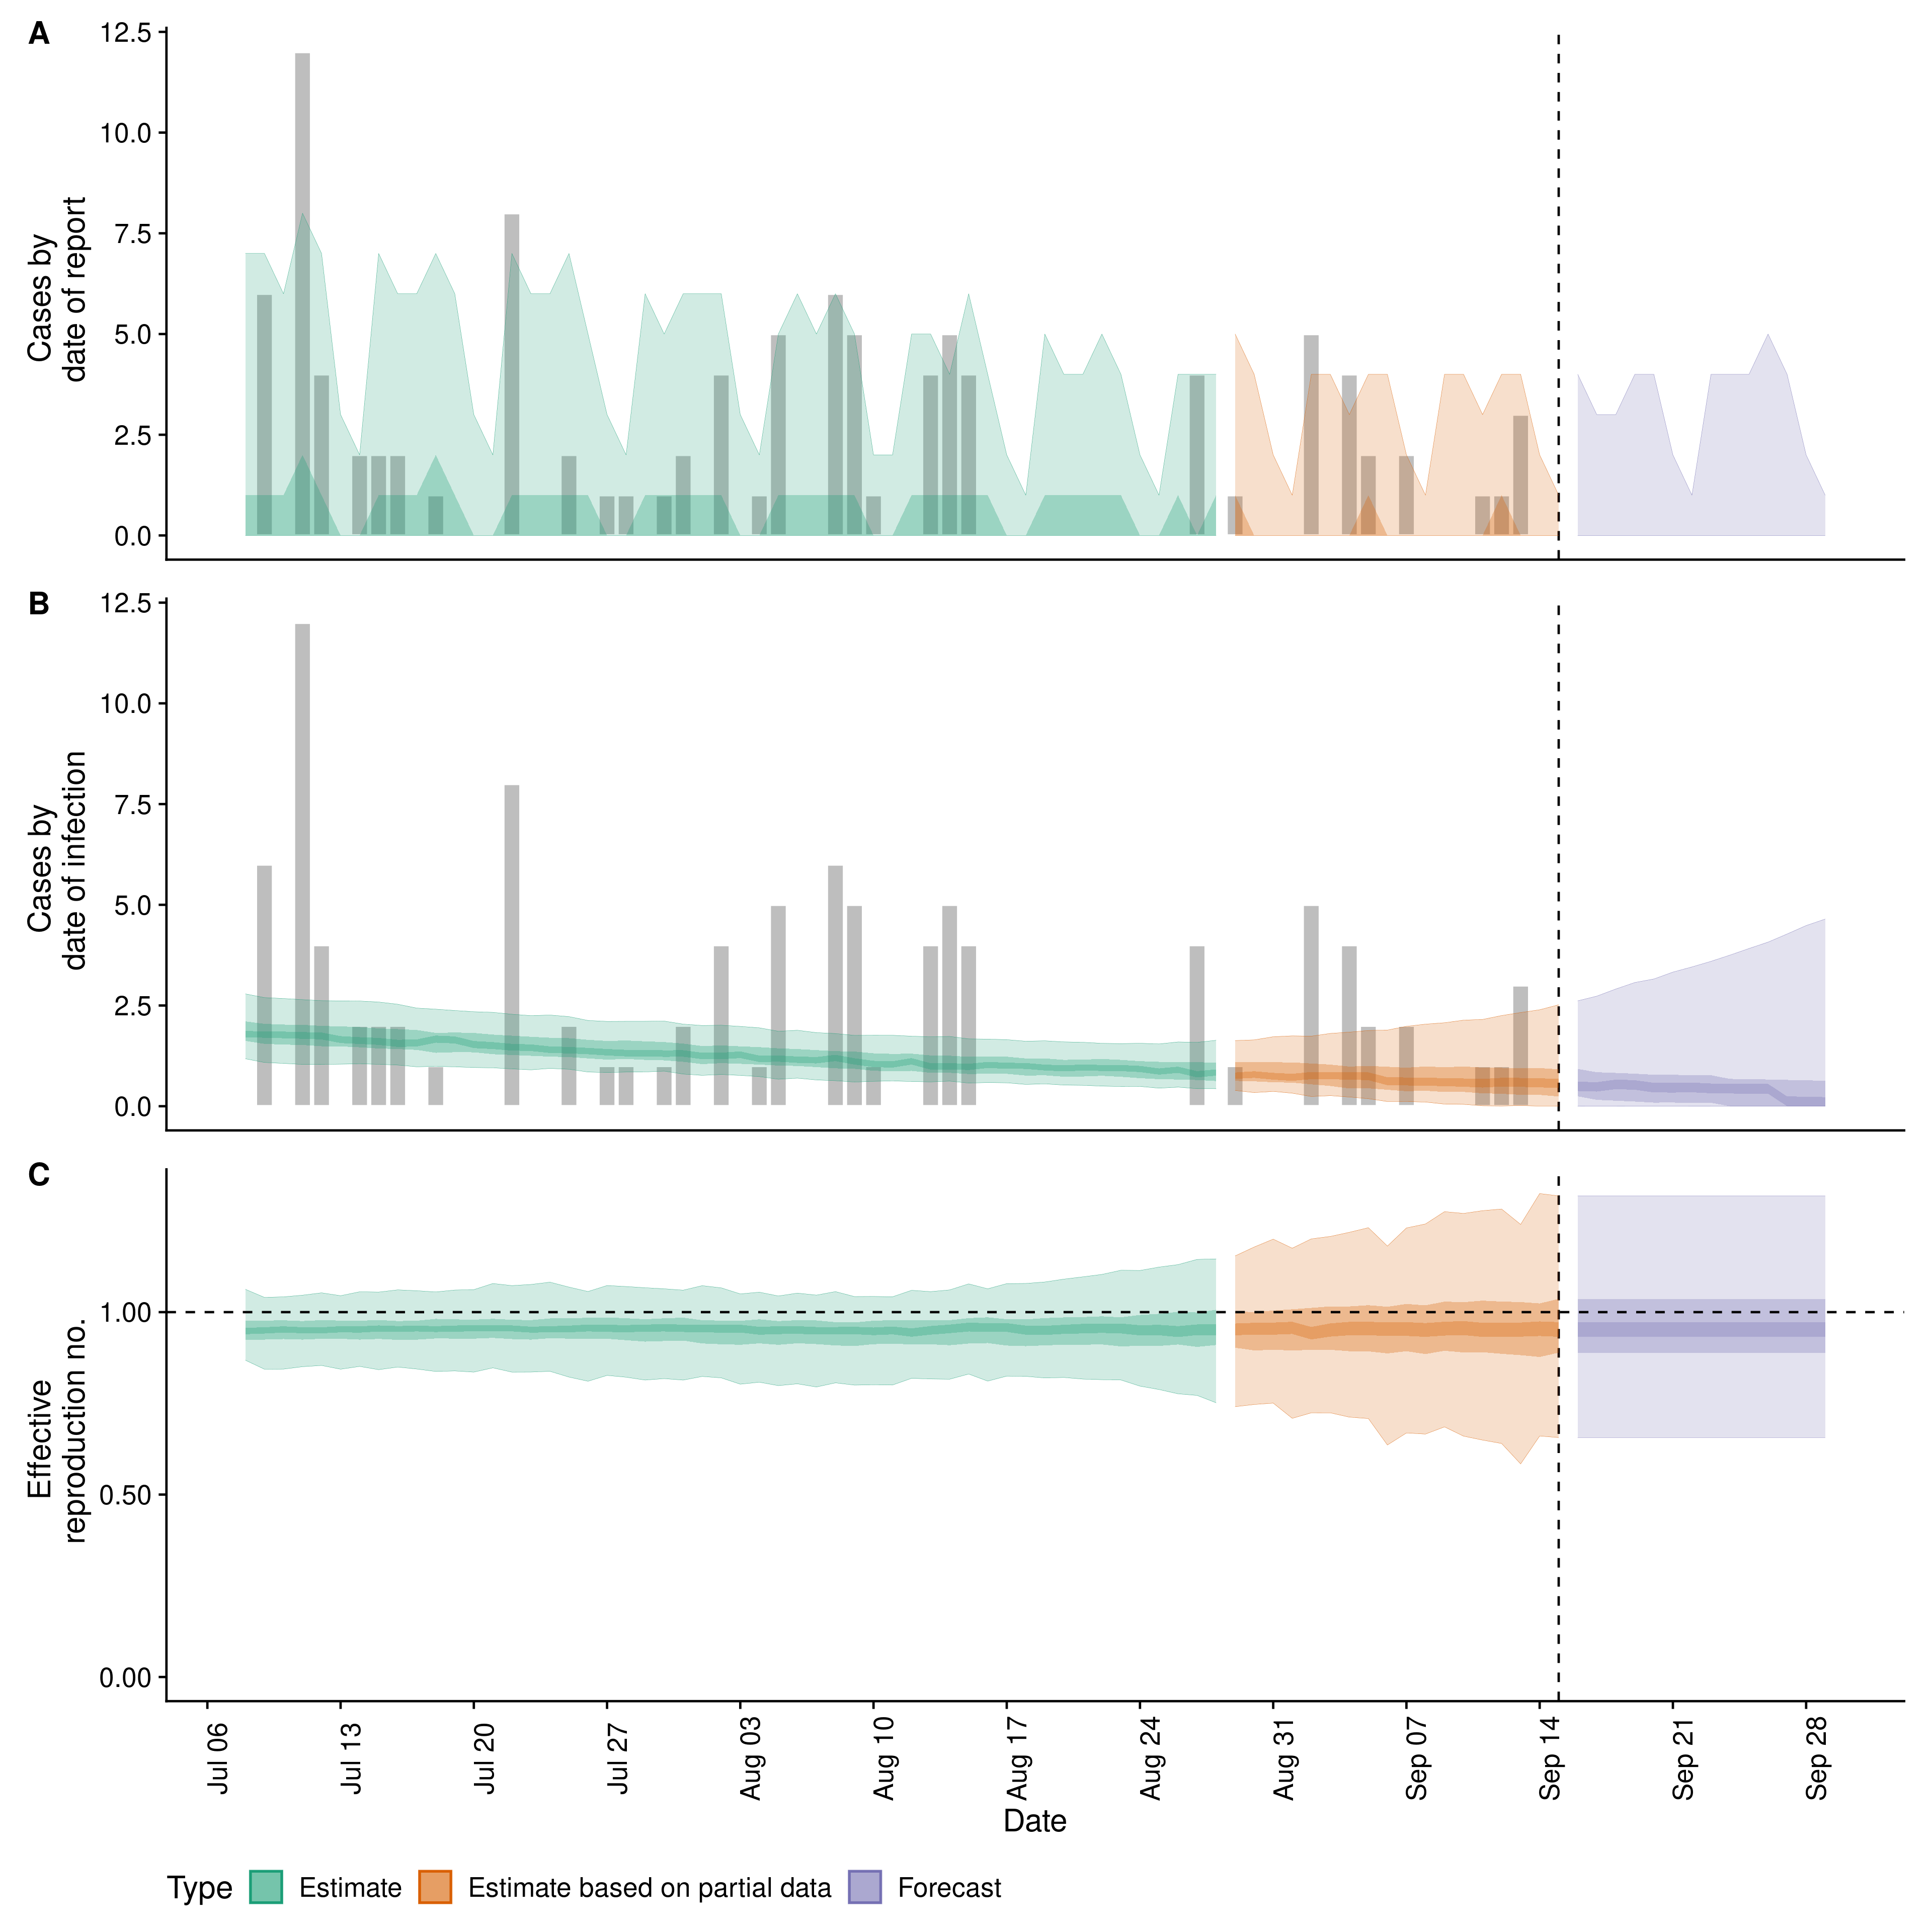 A
12.5
10.0
7.5
5.0
2.5
0.0
Cases by
date of report
B
12.5
10.0
7.5
5.0
2.5
0.0
Cases by
date of infection
C
1.00
0.50
0.00
Effective
reproduction no.
Jul 06
Jul 13
Jul 20
Jul 27
Aug 03
Aug 10
Aug 17
Aug 24
Aug 31
Sep 07
Sep 14
Sep 21
Sep 28
Date
Type Estimate Estimate based on partial data Forecast